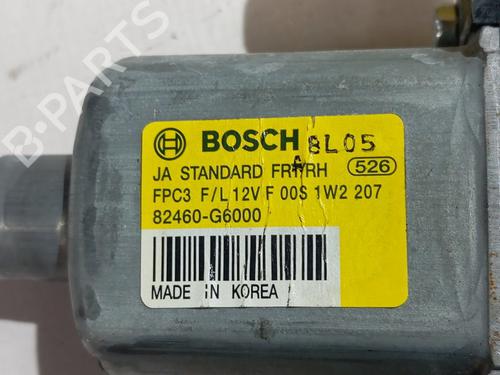 B-PARTS
BOSCH 8L05
A
JA STANDARD FR RH 526
FPC3 F/L 12V F 00S 1W2 207
82460-G6000
MADE IN KOREA